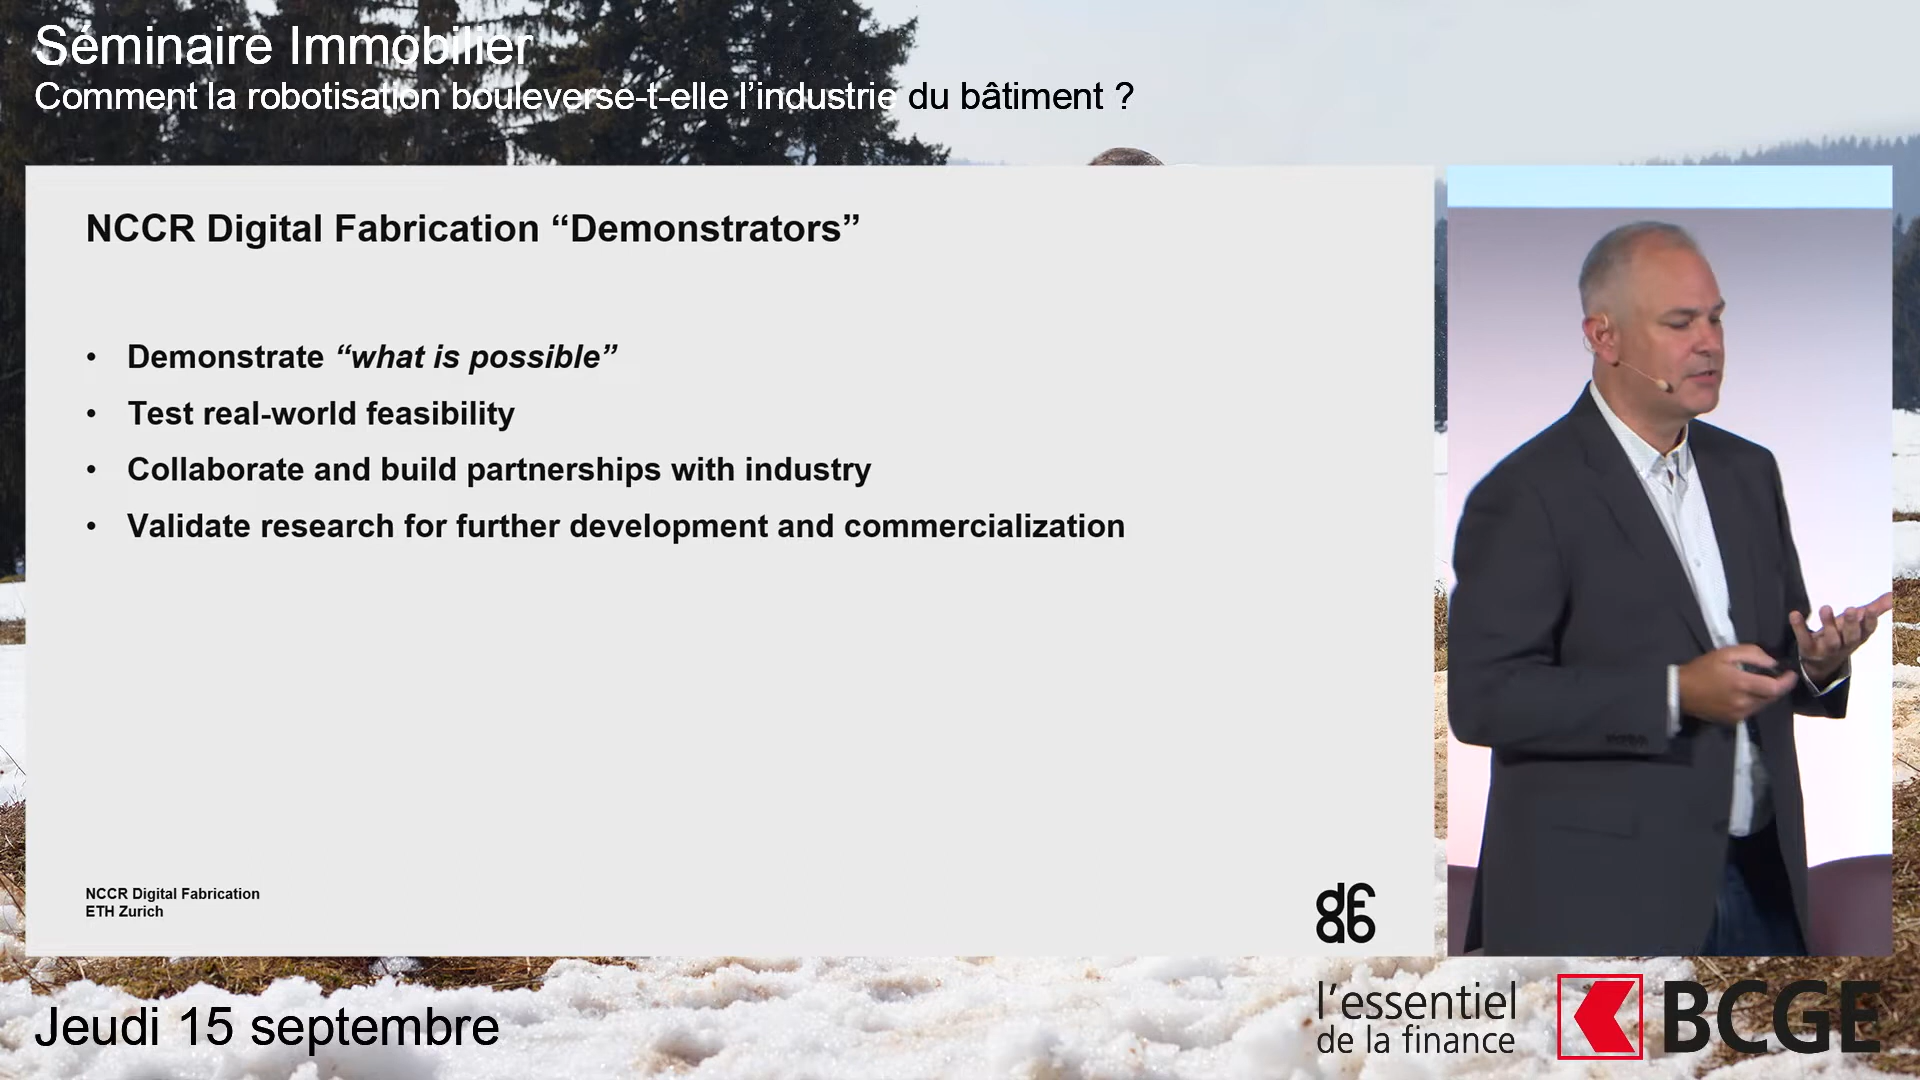 Séminaire Immobilier
Comment la robotisation bouleverse-t-elle l’industrie du bâtiment ?
NCCR Digital Fabrication “Demonstrators”
• Demonstrate “what is possible”
• Test real-world feasibility
• Collaborate and build partnerships with industry
• Validate research for further development and commercialization
NCCR Digital Fabrication
ETH Zurich
dfab
Jeudi 15 septembre
l’essentiel
de la finance
BCGE